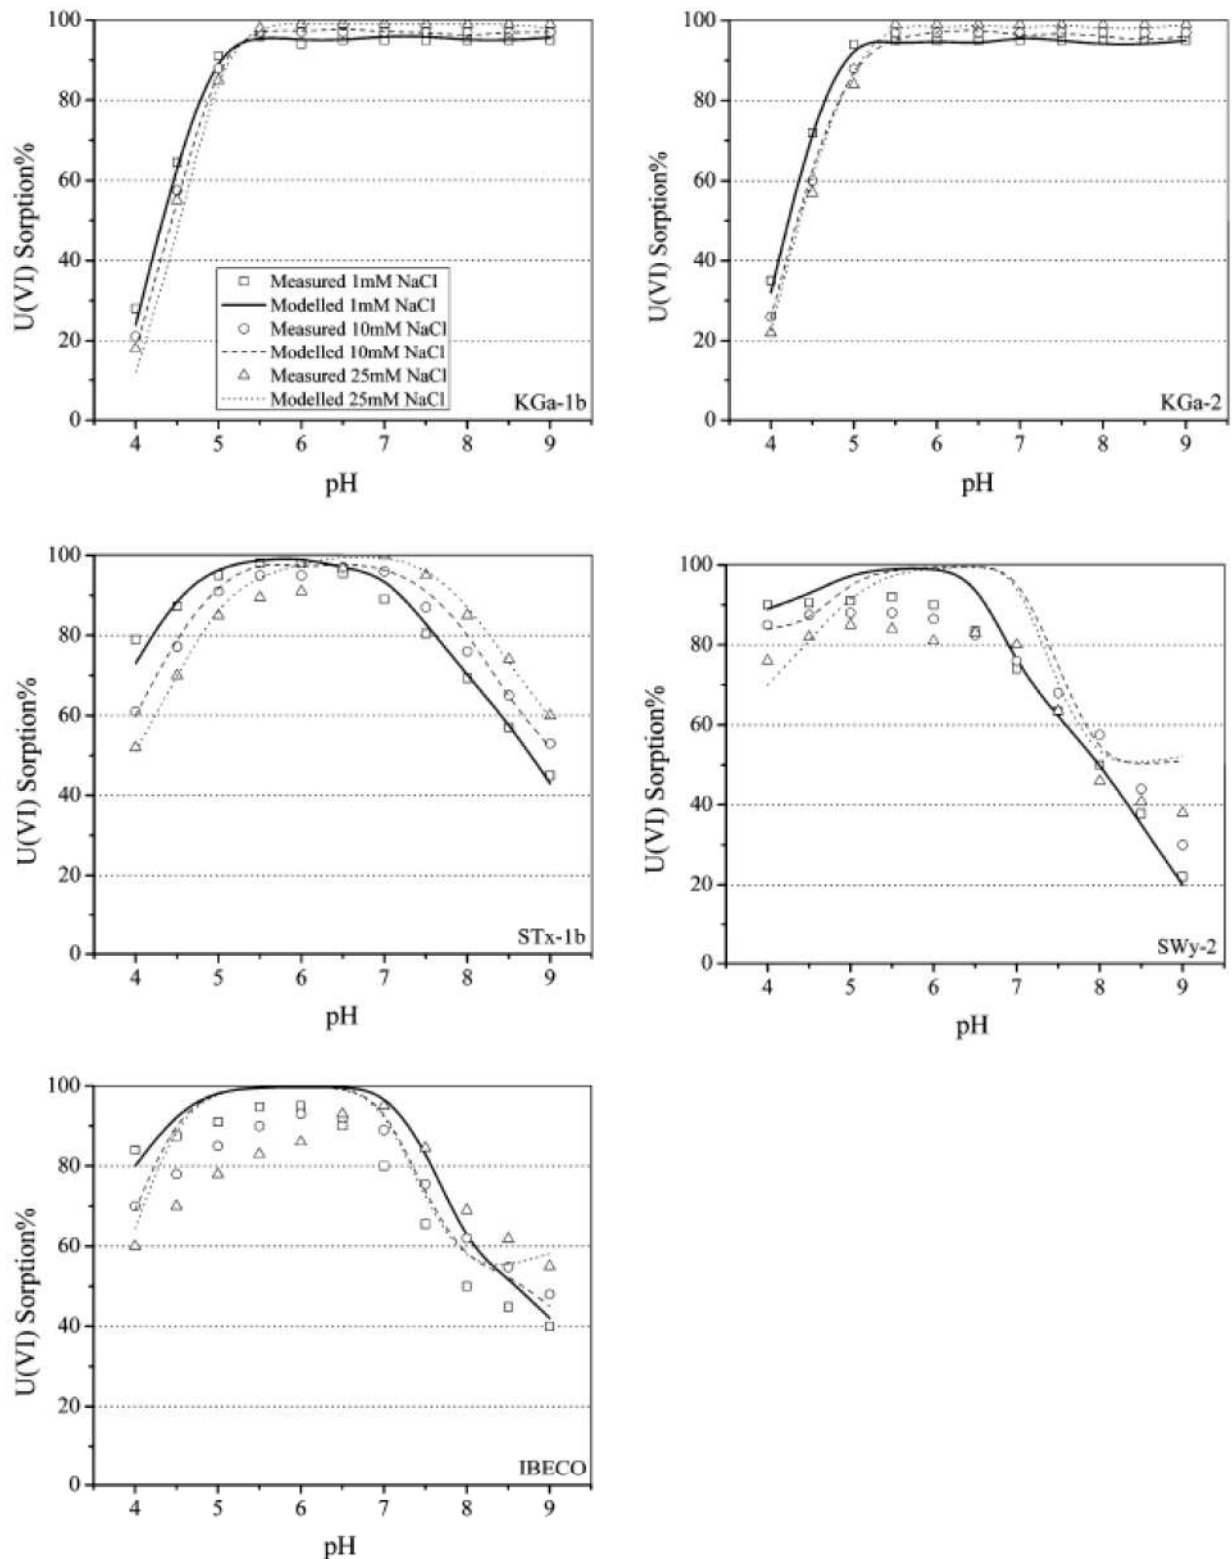 100
80
60
40
20
0
U(VI) Sorption%
Measured 1mM NaCl
Modelled 1mM NaCl
Measured 10mM NaCl
Modelled 10mM NaCl
Measured 25mM NaCl
Modelled 25mM NaCl
KGa-1b
4 5 6 7 8 9
pH
100
80
60
40
20
0
U(VI) Sorption%
KGa-2
4 5 6 7 8 9
pH
100
80
60
40
20
0
U(VI) Sorption%
STx-1b
4 5 6 7 8 9
pH
100
80
60
40
20
0
U(VI) Sorption%
SWy-2
4 5 6 7 8 9
pH
100
80
60
40
20
0
U(VI) Sorption%
IBECO
4 5 6 7 8 9
pH